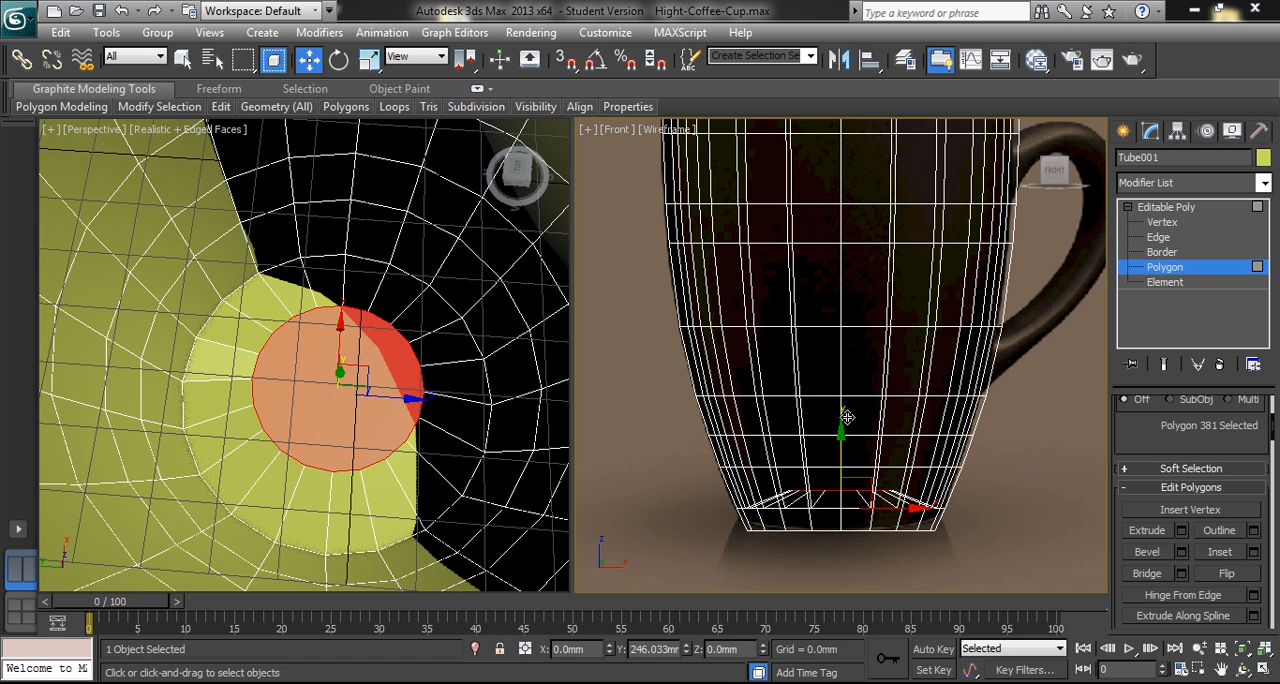 Workspace: Default
Autodesk 3ds Max 2013 x64 - Student Version Hight-Coffee-Cup.max
Type a keyword or phrase
Edit Tools Group Views Create Modifiers Animation Graph Editors Rendering Customize MAXScript Help
All View 3 Create Selection Se
Graphite Modeling Tools Freeform Selection Object Paint
Polygon Modeling Modify Selection Edit Geometry (All) Polygons Loops Tris Subdivision Visibility Align Properties
[+] [Perspective] [Realistic + Edged Faces]
[+] [Front] [Wireframe]
TOP
FRONT
Tube001
Modifier List
Editable Poly
Vertex
Edge
Border
Polygon
Element
Off SubObj Multi
Polygon 381 Selected
+ Soft Selection
- Edit Polygons
Insert Vertex
Extrude Outline
Bevel Inset
Bridge Flip
Hinge From Edge
Extrude Along Spline
x
y
z
z
x
< 0 / 100 >
0 5 10 15 20 25 30 35 40 45 50 55 60 65 70 75 80 85 90 95 100
1 Object Selected X: 0.0mm Y: 246.033mr Z: 0.0mm Grid = 0.0mm Auto Key Selected
Welcome to M Click or click-and-drag to select objects Add Time Tag Set Key Key Filters... 0